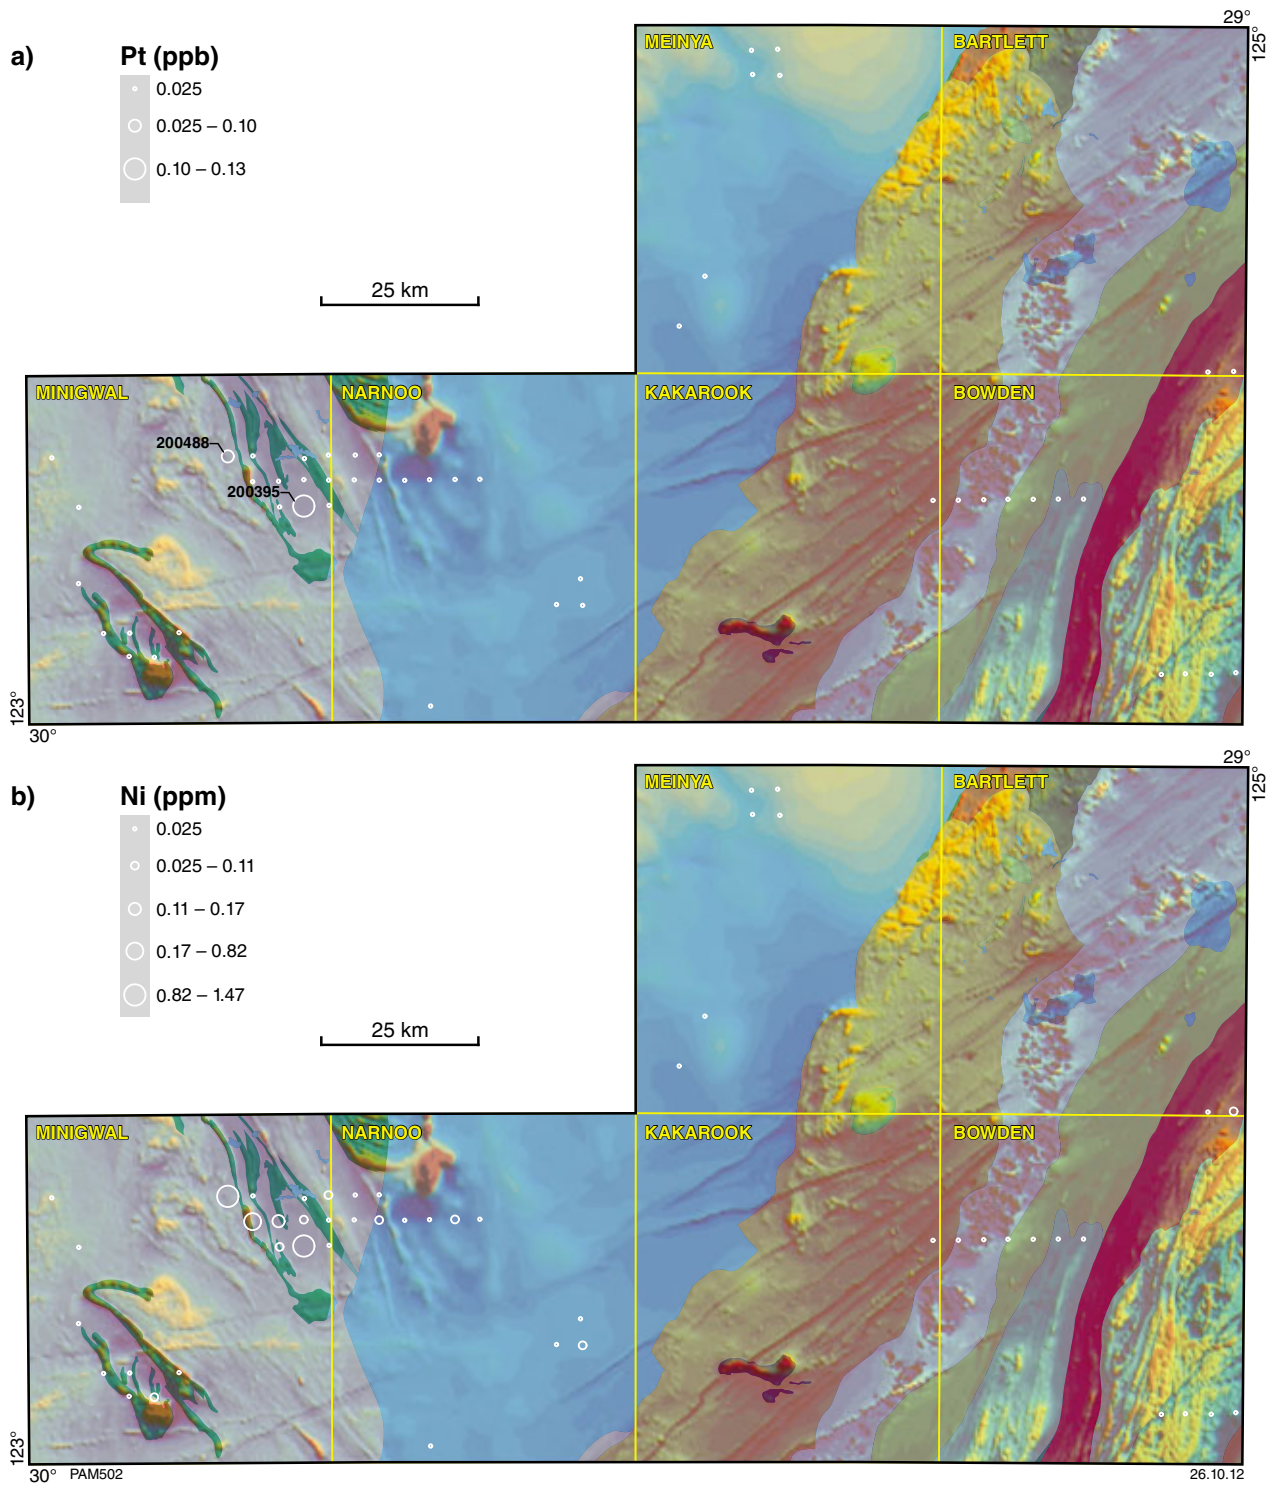 29°
a)
Pt (ppb)
MEINYA
BARTLETT
125°
0.025
0.025 – 0.10
0.10 – 0.13
25 km
MINIGWAL
NARNOO
KAKAROOK
BOWDEN
200488
200395
123°
30°
29°
b)
Ni (ppm)
MEINYA
BARTLETT
125°
0.025
0.025 – 0.11
0.11 – 0.17
0.17 – 0.82
0.82 – 1.47
25 km
MINIGWAL
NARNOO
KAKAROOK
BOWDEN
123°
30°
PAM502
26.10.12